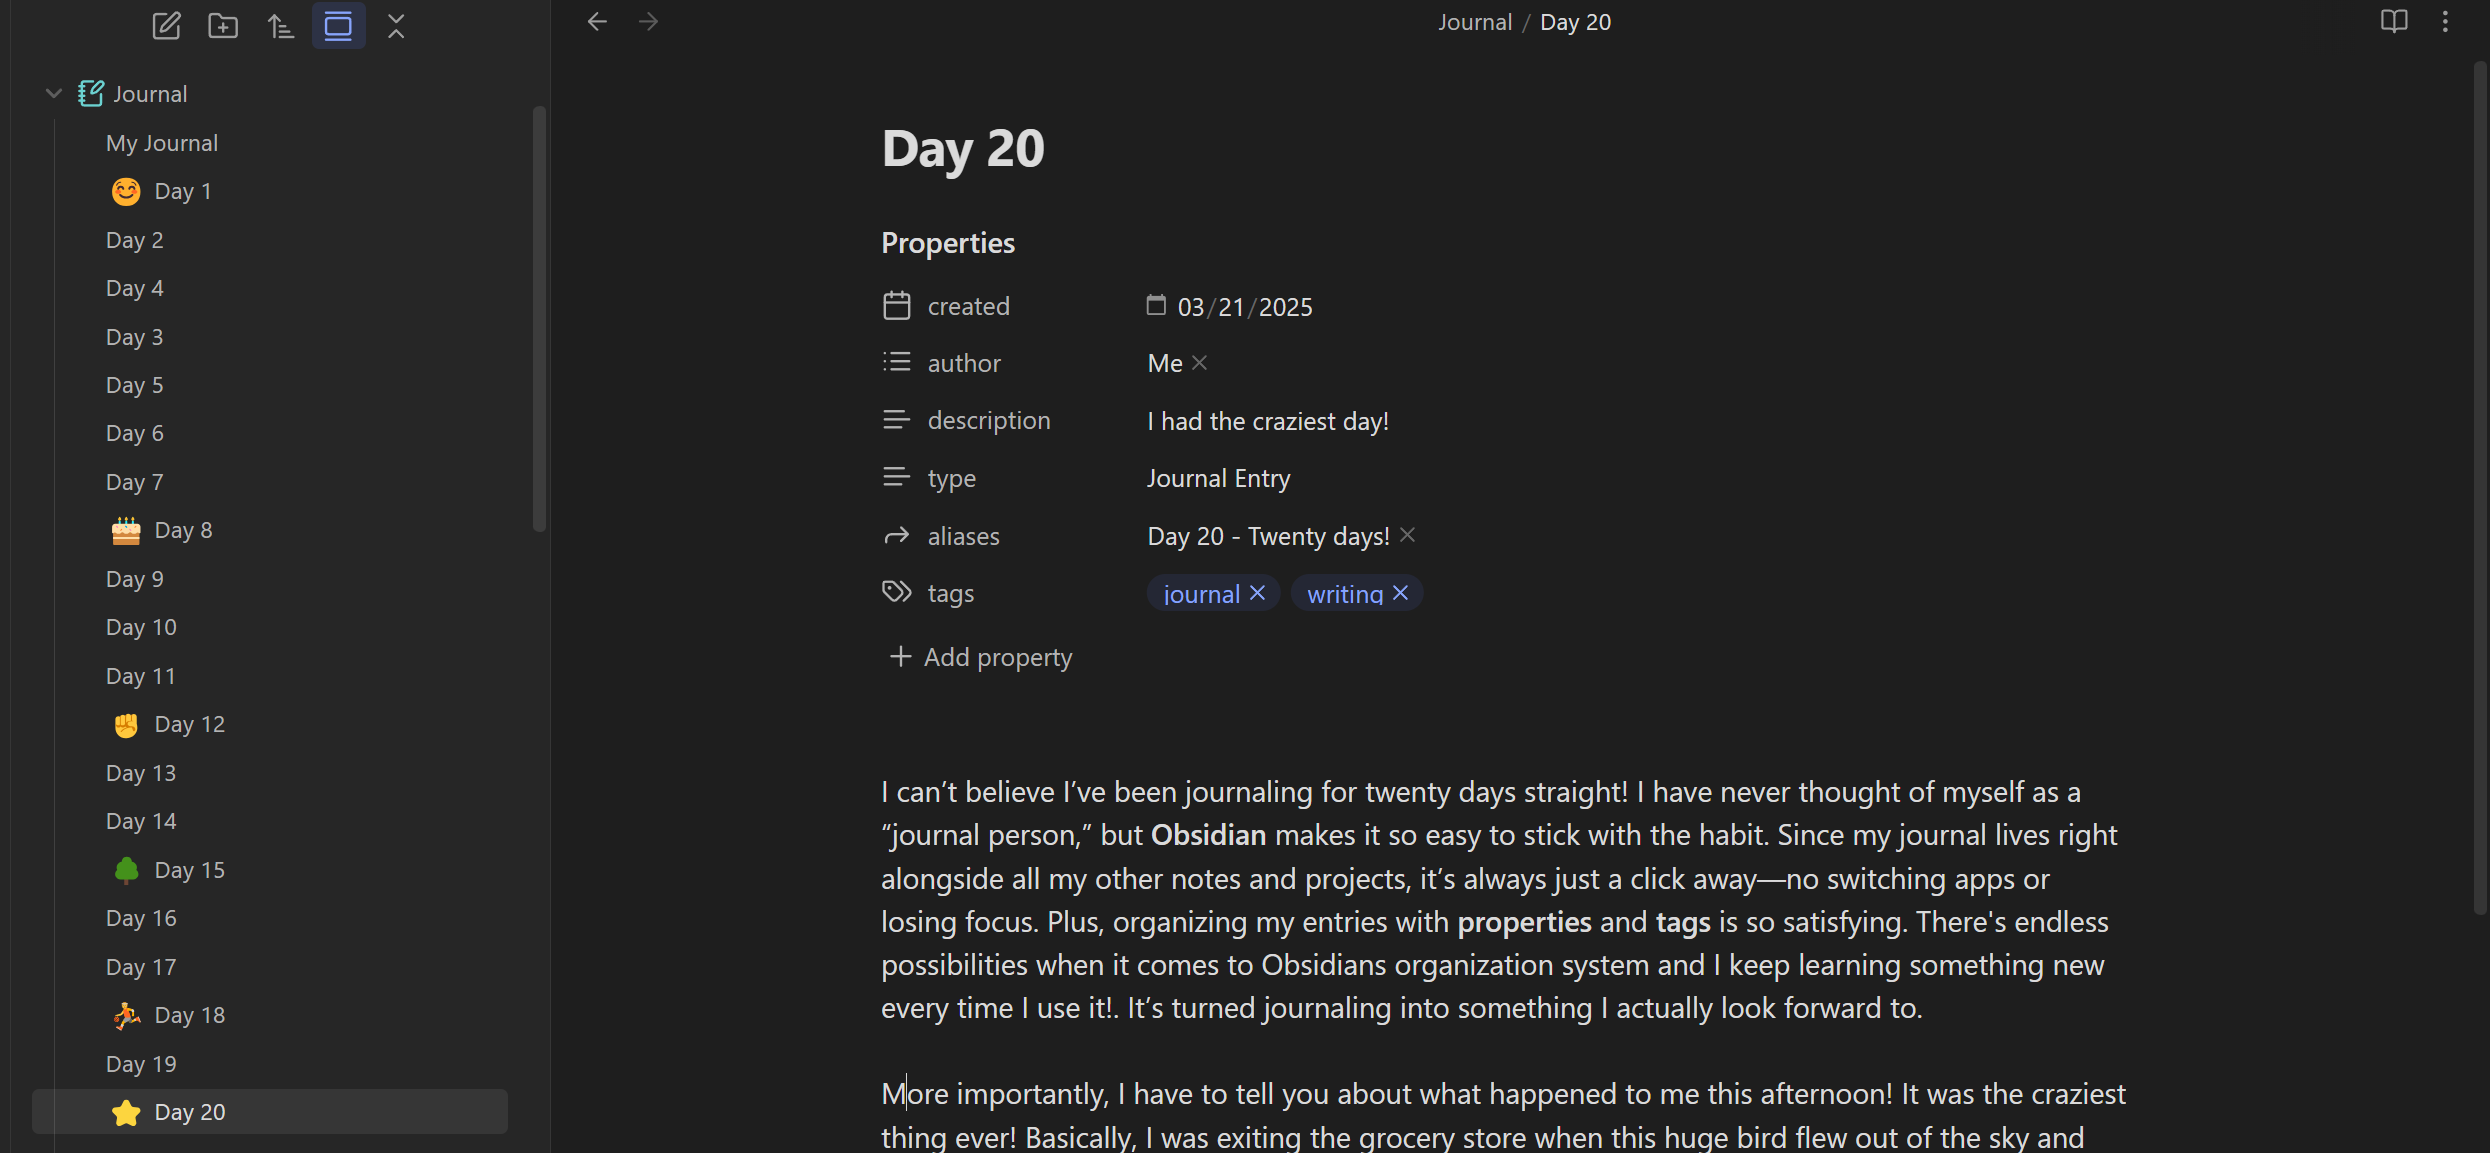 Journal
My Journal
Day 1
Day 2
Day 4
Day 3
Day 5
Day 6
Day 7
Day 8
Day 9
Day 10
Day 11
Day 12
Day 13
Day 14
Day 15
Day 16
Day 17
Day 18
Day 19
Day 20
Journal / Day 20
Day 20
Properties
created 03/21/2025
author Me
description I had the craziest day!
type Journal Entry
aliases Day 20 - Twenty days!
tags journal writing
Add property
I can’t believe I’ve been journaling for twenty days straight! I have never thought of myself as a
“journal person,” but Obsidian makes it so easy to stick with the habit. Since my journal lives right
alongside all my other notes and projects, it’s always just a click away—no switching apps or
losing focus. Plus, organizing my entries with properties and tags is so satisfying. There's endless
possibilities when it comes to Obsidians organization system and I keep learning something new
every time I use it!. It’s turned journaling into something I actually look forward to.
More importantly, I have to tell you about what happened to me this afternoon! It was the craziest
thing ever! Basically, I was exiting the grocery store when this huge bird flew out of the sky and